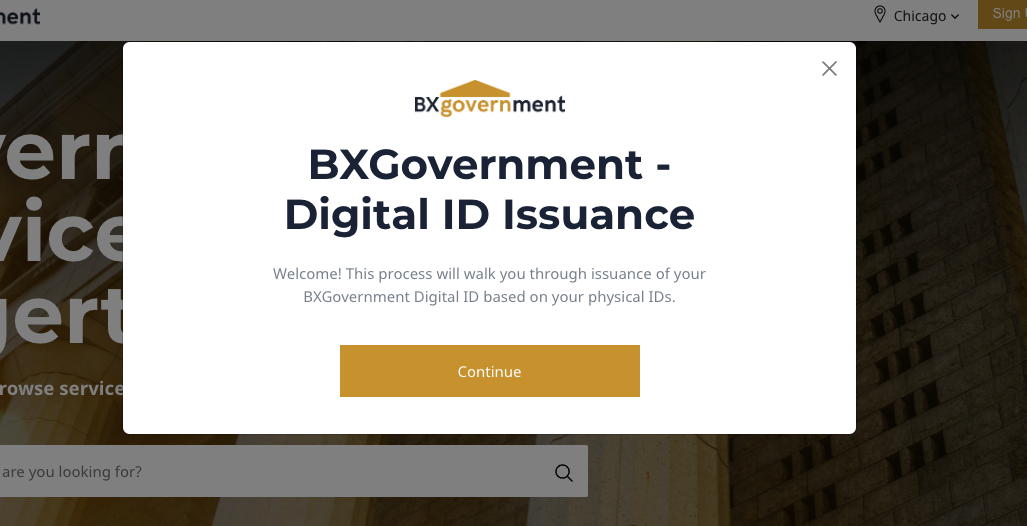 ment
Chicago
Sign
BXgovernment
BXGovernment -
Digital ID Issuance
Welcome! This process will walk you through issuance of your
BXGovernment Digital ID based on your physical IDs.
Continue
vern
vice
gert
rowse service
are you looking for?